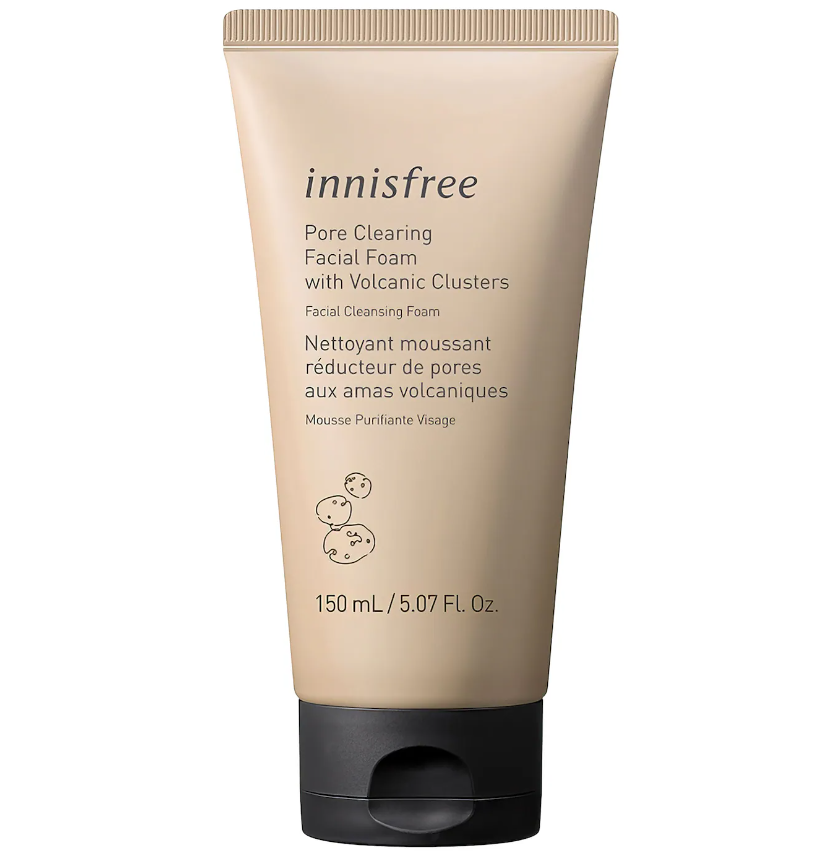 innisfree
Pore Clearing
Facial Foam
with Volcanic Clusters
Facial Cleansing Foam
Nettoyant moussant
réducteur de pores
aux amas volcaniques
Mousse Purifiante Visage
150 mL / 5.07 Fl. Oz.